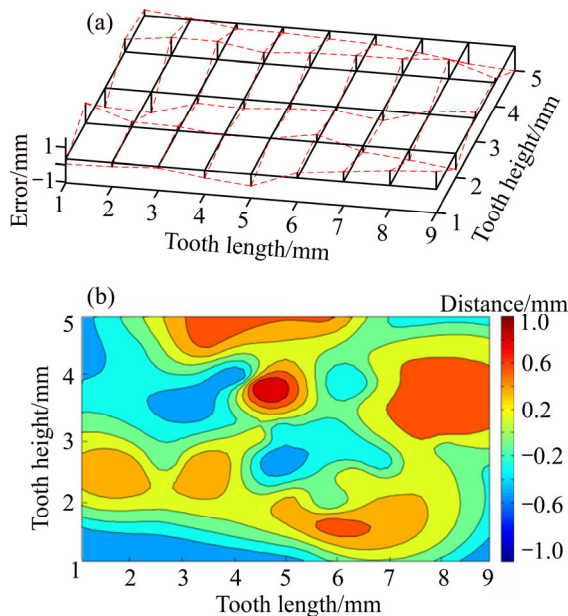 (a)
Error/mm
1
−1
1 2 3 4 5 6 7 8 9
Tooth length/mm
1 2 3 4 5
Tooth height/mm
(b)
Distance/mm
5
4
3
2
1
Tooth height/mm
1 2 3 4 5 6 7 8 9
Tooth length/mm
1.0
0.6
0.2
−0.2
−0.6
−1.0